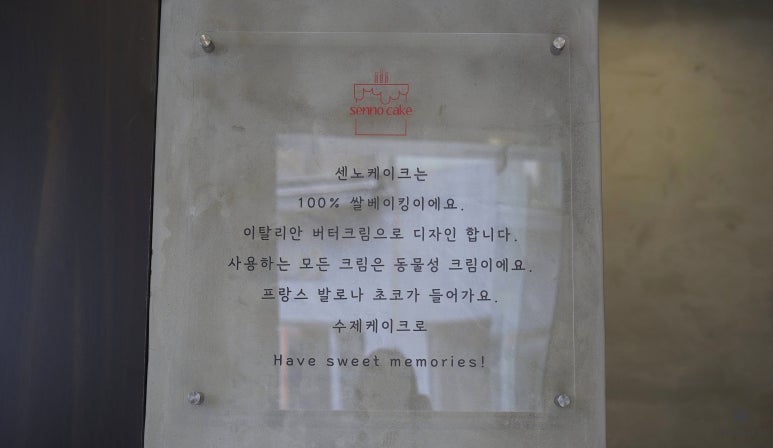 senno cake
센노케이크는
100% 쌀베이킹이에요.
이탈리안 버터크림으로 디자인 합니다.
사용하는 모든 크림은 동물성 크림이에요.
프랑스 발로나 초코가 들어가요.
수제케이크로
Have sweet memories!